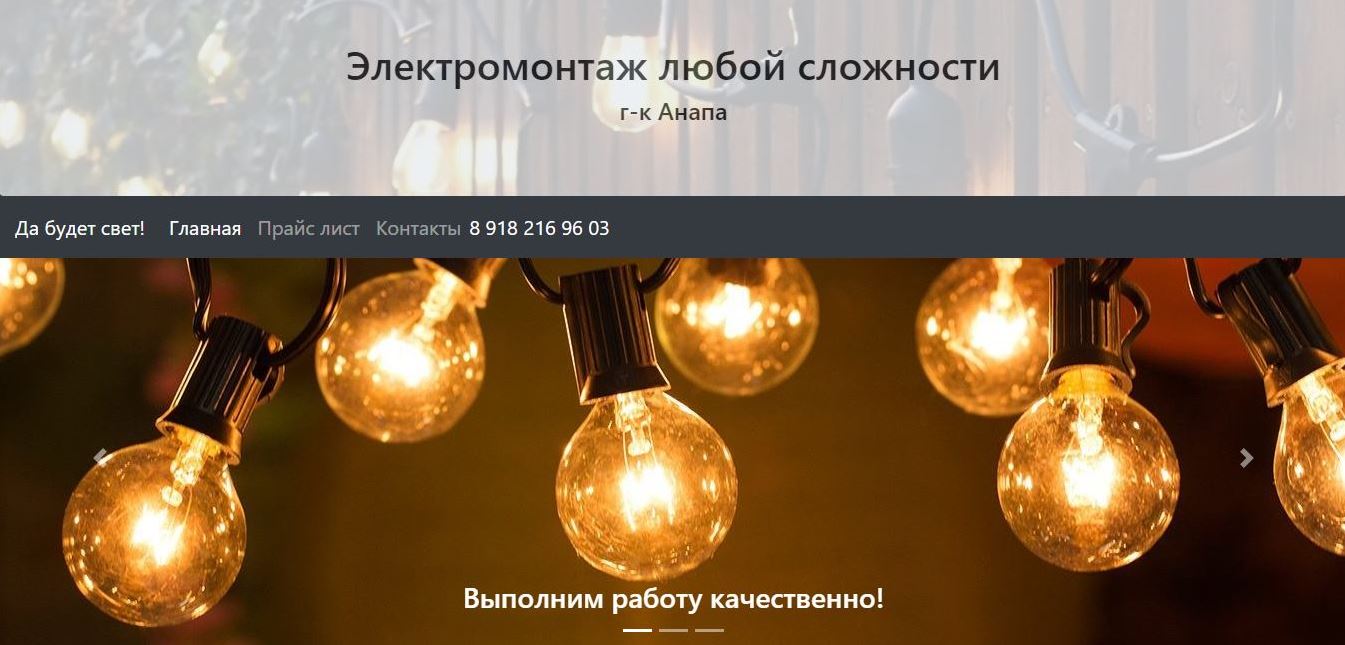 Электромонтаж любой сложности
г-к Анапа
Да будет свет! Главная Прайс лист Контакты 8 918 216 96 03
Выполним работу качественно!